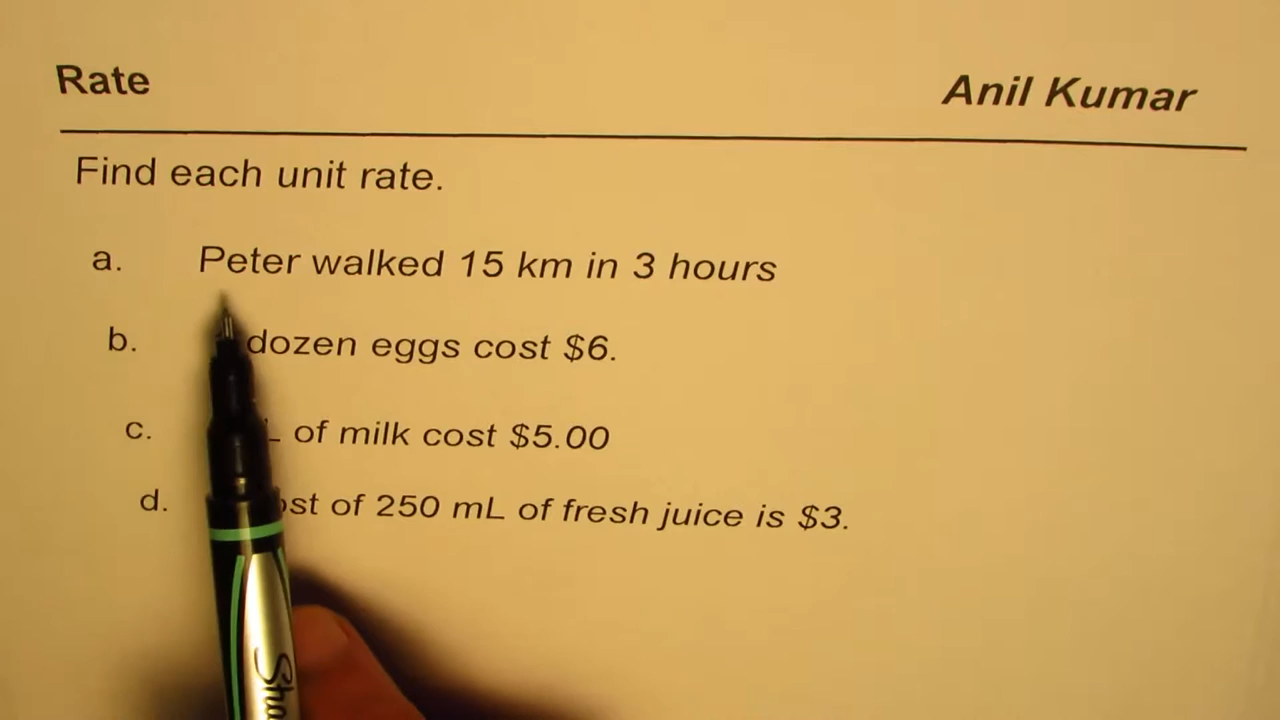 Rate
Anil Kumar
Find each unit rate.
a. Peter walked 15 km in 3 hours
b. dozen eggs cost $6.
c. of milk cost $5.00
d. of 250 mL of fresh juice is $3.